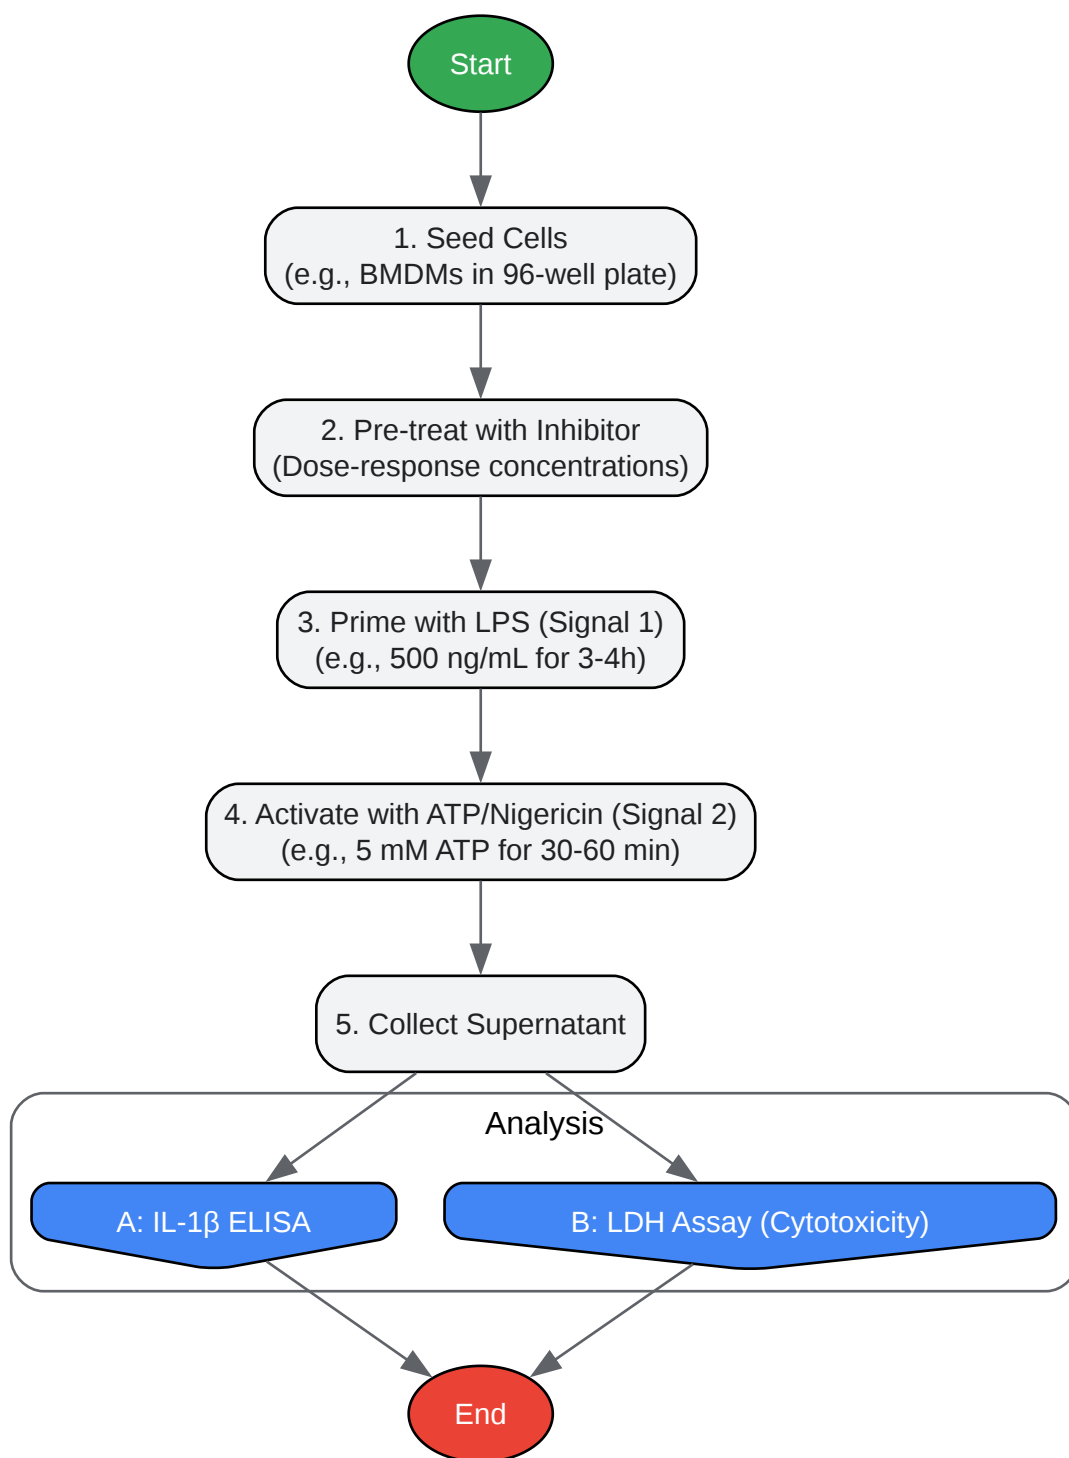 Start
1. Seed Cells
(e.g., BMDMs in 96-well plate)
2. Pre-treat with Inhibitor
(Dose-response concentrations)
3. Prime with LPS (Signal 1)
(e.g., 500 ng/mL for 3-4h)
4. Activate with ATP/Nigericin (Signal 2)
(e.g., 5 mM ATP for 30-60 min)
5. Collect Supernatant
Analysis
A: IL-1β ELISA
B: LDH Assay (Cytotoxicity)
End